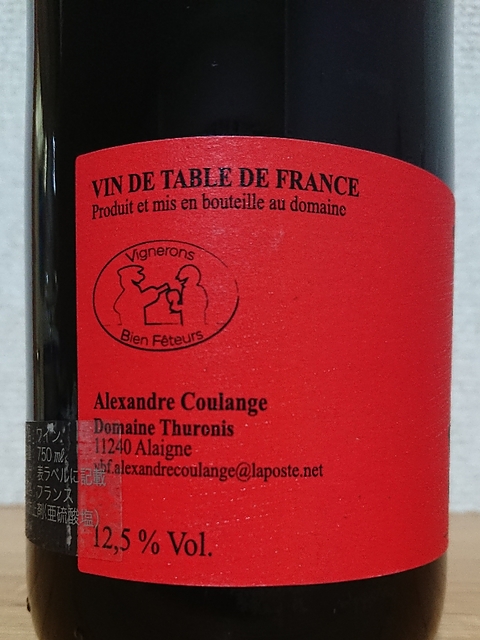 VIN DE TABLE DE FRANCE
Produit et mis en bouteille au domaine
Vignerons
Bien Fêteurs
Alexandre Coulange
Domaine Thuronis
11240 Alaigne
vbf.alexandrecoulange@laposte.net
12,5 % Vol.
ワイン
750 ㎖
表ラベルに記載
フランス
剤(亜硫酸塩)